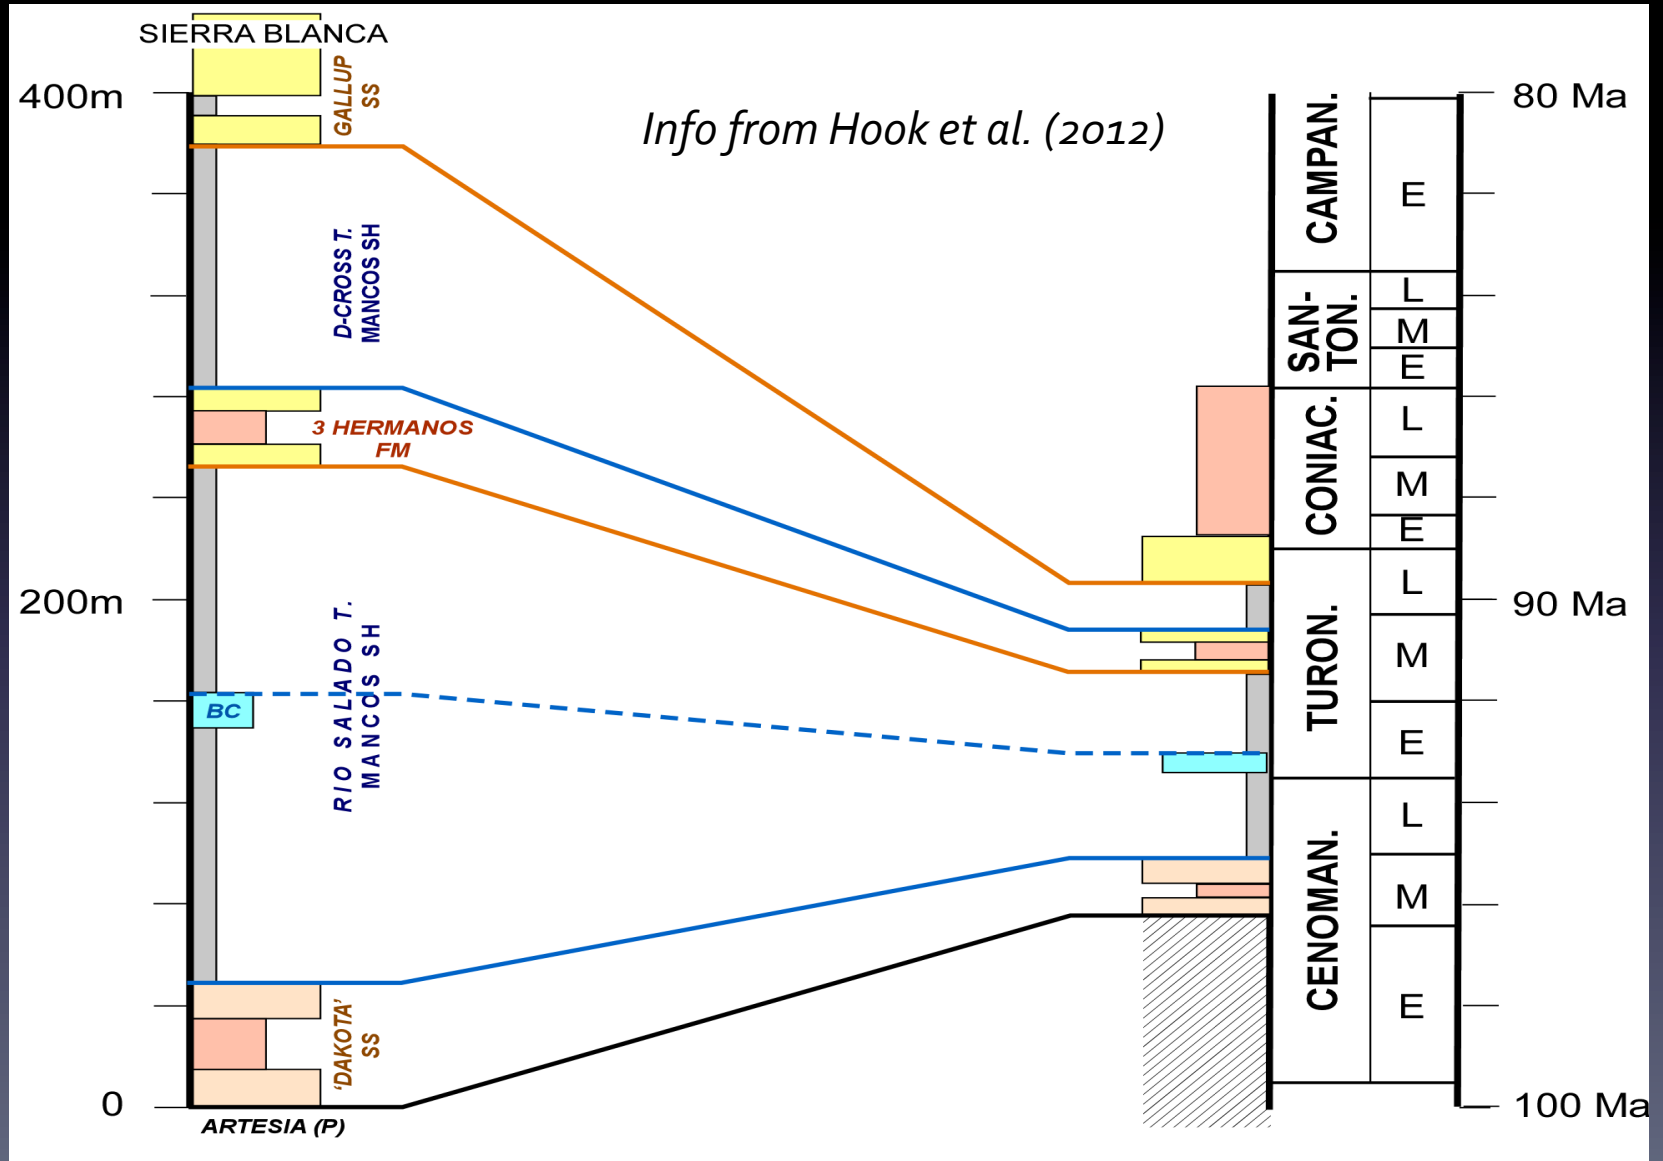 SIERRA BLANCA
400m
GALLUP
SS
Info from Hook et al. (2012)
D-CROSS T.
MANCOS SH
3 HERMANOS
FM
200m
RIO SALADO T.
MANCOS SH
BC
'DAKOTA'
SS
0
ARTESIA (P)
80 Ma
CAMPAN.
E
SAN-
TON.
L
M
E
CONIAC.
L
M
E
90 Ma
TURON.
L
M
E
CENOMAN.
L
M
E
100 Ma